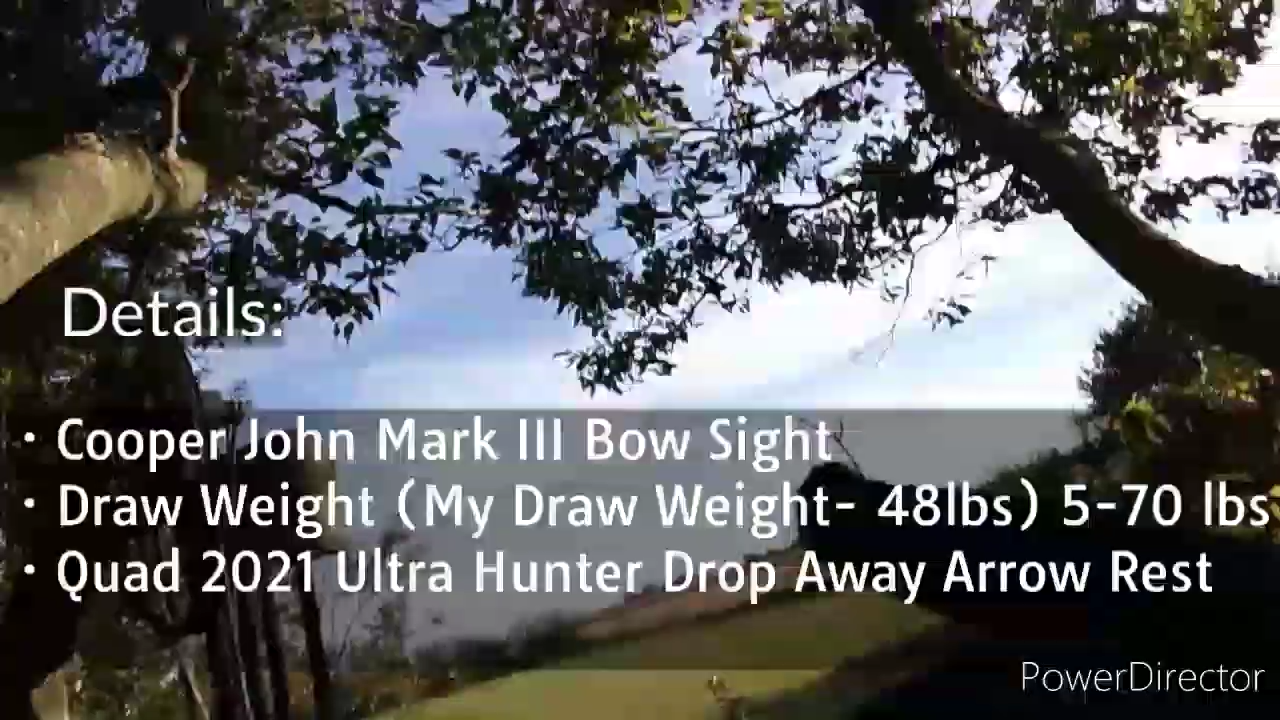 Details:
· Cooper John Mark III Bow Sight
· Draw Weight (My Draw Weight- 48lbs) 5-70 lbs
· Quad 2021 Ultra Hunter Drop Away Arrow Rest
PowerDirector